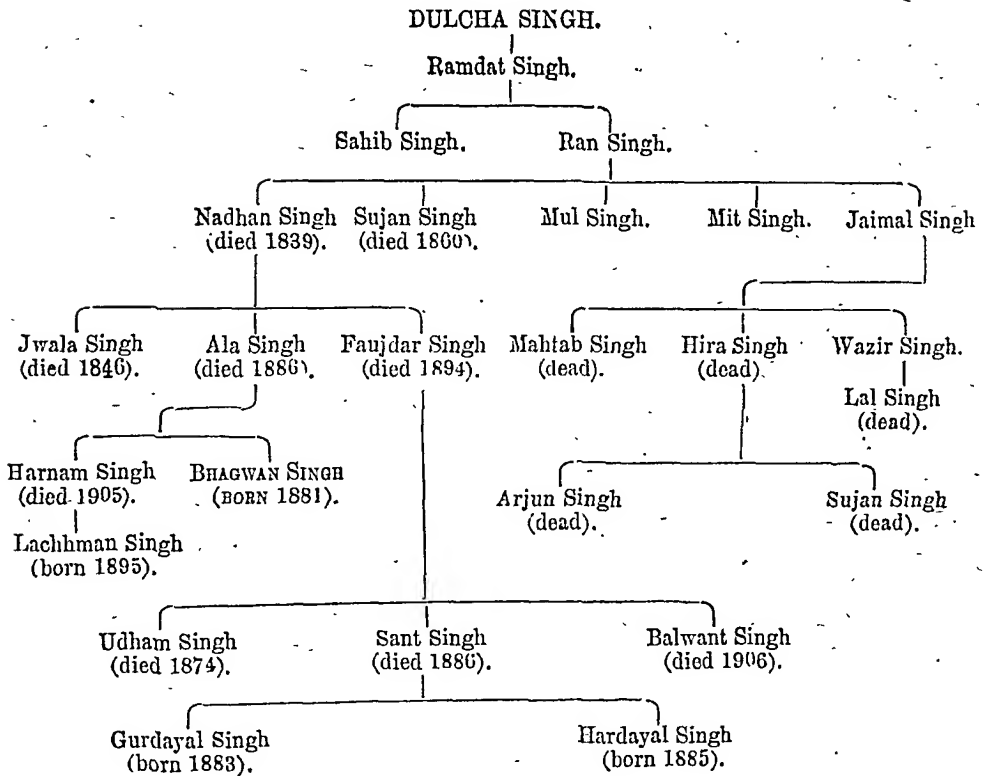 DULCHA SINGH.
Ramdat Singh.
Sahib Singh. Ran Singh.
Nadhan Singh Sujan Singh Mul Singh. Mit Singh. Jaimal Singh
(died 1839). (died 1860).
Jwala Singh Ala Singh Faujdar Singh Mahtab Singh Hira Singh Wazir Singh.
(died 1846). (died 1886). (died 1894). (dead). (dead).
Lal Singh
(dead).
Harnam Singh BHAGWAN SINGH
(died 1905). (BORN 1881).
Arjun Singh Sujan Singh
(dead). (dead).
Lachhman Singh
(born 1895).
Udham Singh Sant Singh Balwant Singh
(died 1874). (died 1886). (died 1906).
Gurdayal Singh Hardayal Singh
(born 1883). (born 1885).